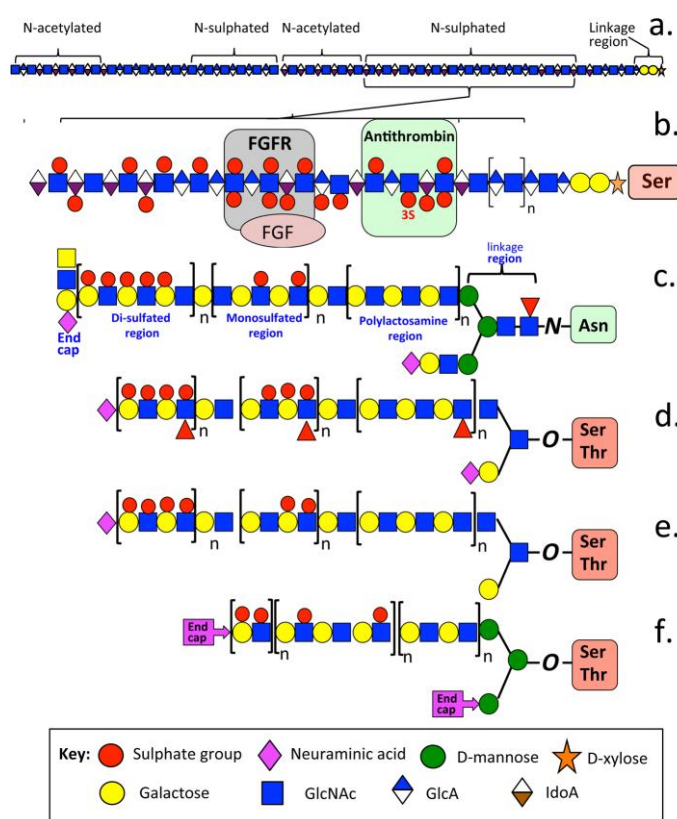 a.
N-acetylated N-sulphated N-acetylated N-sulphated Linkage
region
b.
FGFR Antithrombin
3S
FGF
n
Ser
c.
linkage
region
n n n
Di-sulfated
region
Monosulfated
region
Polylactosamine
region
End
cap
N
Asn
d.
n n n
O
Ser
Thr
e.
n n n
O
Ser
Thr
f.
End
cap
n n n
O
Ser
Thr
End
cap
Key: Sulphate group Neuraminic acid D-mannose D-xylose
Galactose GlcNAc GlcA IdoA